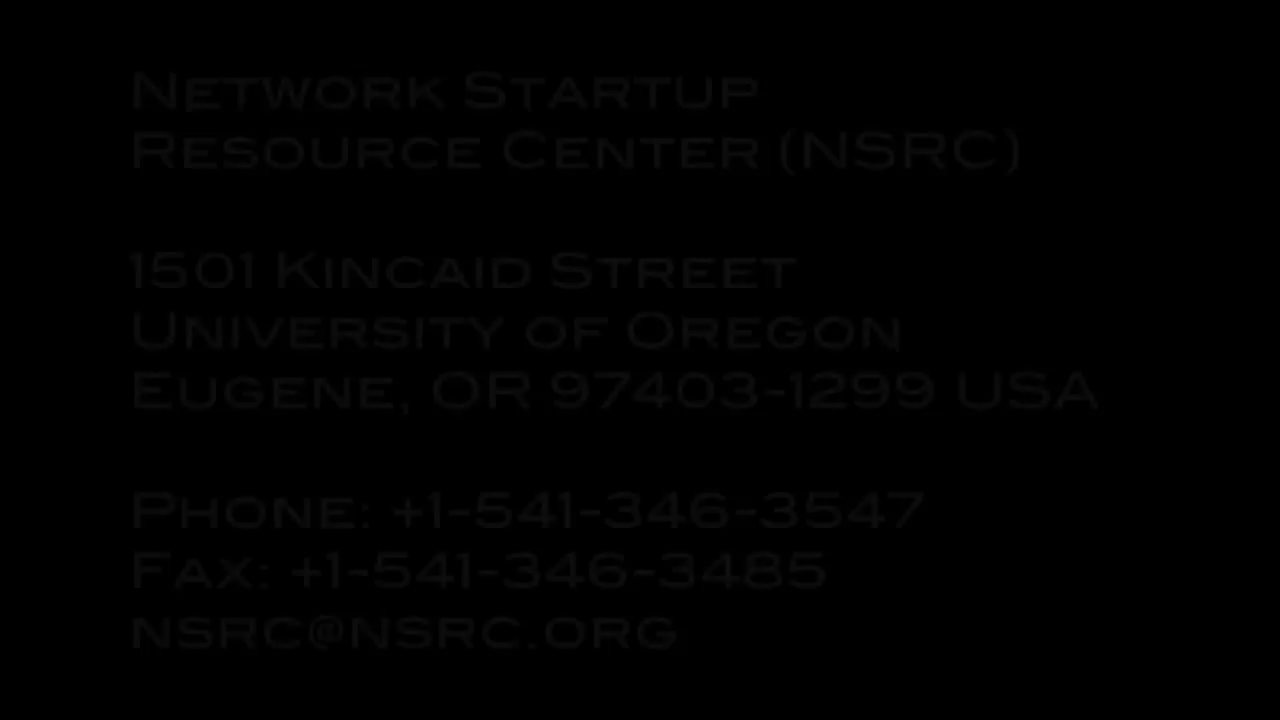 Network Startup
Resource Center (NSRC)
1501 Kincaid Street
University of Oregon
Eugene, OR 97403-1299 USA
Phone: +1-541-346-3547
Fax: +1-541-346-3485
nsrc@nsrc.org